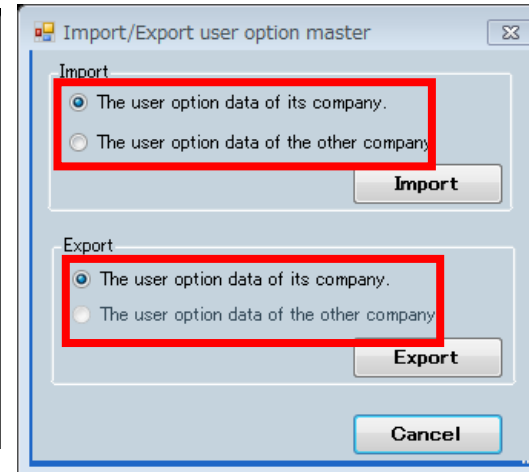 Import/Export user option master
Import
The user option data of its company.
The user option data of the other company
Import
Export
The user option data of its company.
The user option data of the other company
Export
Cancel